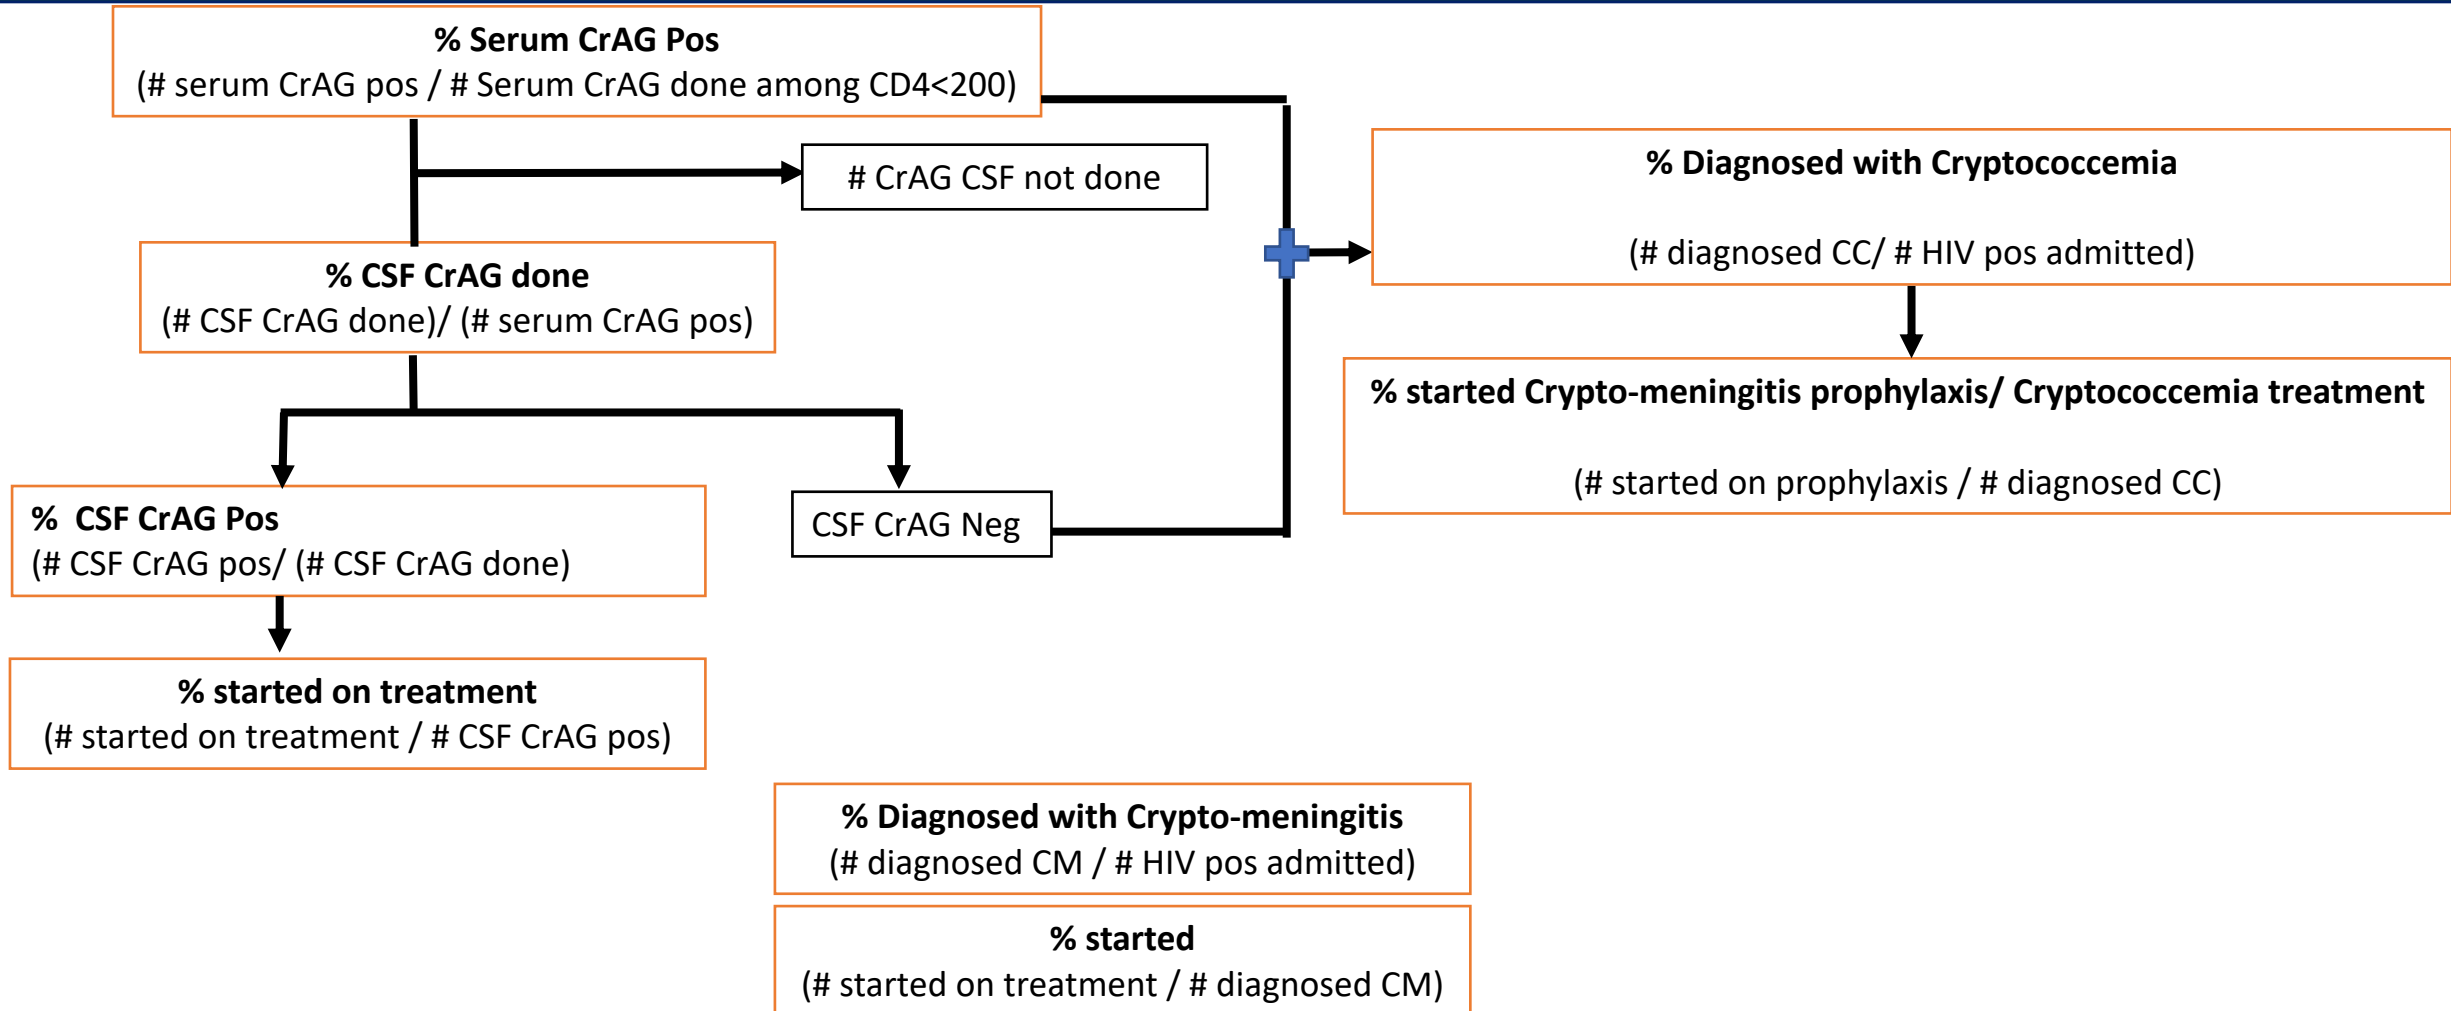 % Serum CrAG Pos
(# serum CrAG pos / # Serum CrAG done among CD4<200)
# CrAG CSF not done
% Diagnosed with Cryptococcemia
(# diagnosed CC/ # HIV pos admitted)
% CSF CrAG done
(# CSF CrAG done)/ (# serum CrAG pos)
% started Crypto-meningitis prophylaxis/ Cryptococcemia treatment
(# started on prophylaxis / # diagnosed CC)
%  CSF CrAG Pos
(# CSF CrAG pos/ (# CSF CrAG done)
CSF CrAG Neg
% started on treatment
(# started on treatment / # CSF CrAG pos)
% Diagnosed with Crypto-meningitis
(# diagnosed CM / # HIV pos admitted)
% started
(# started on treatment / # diagnosed CM)